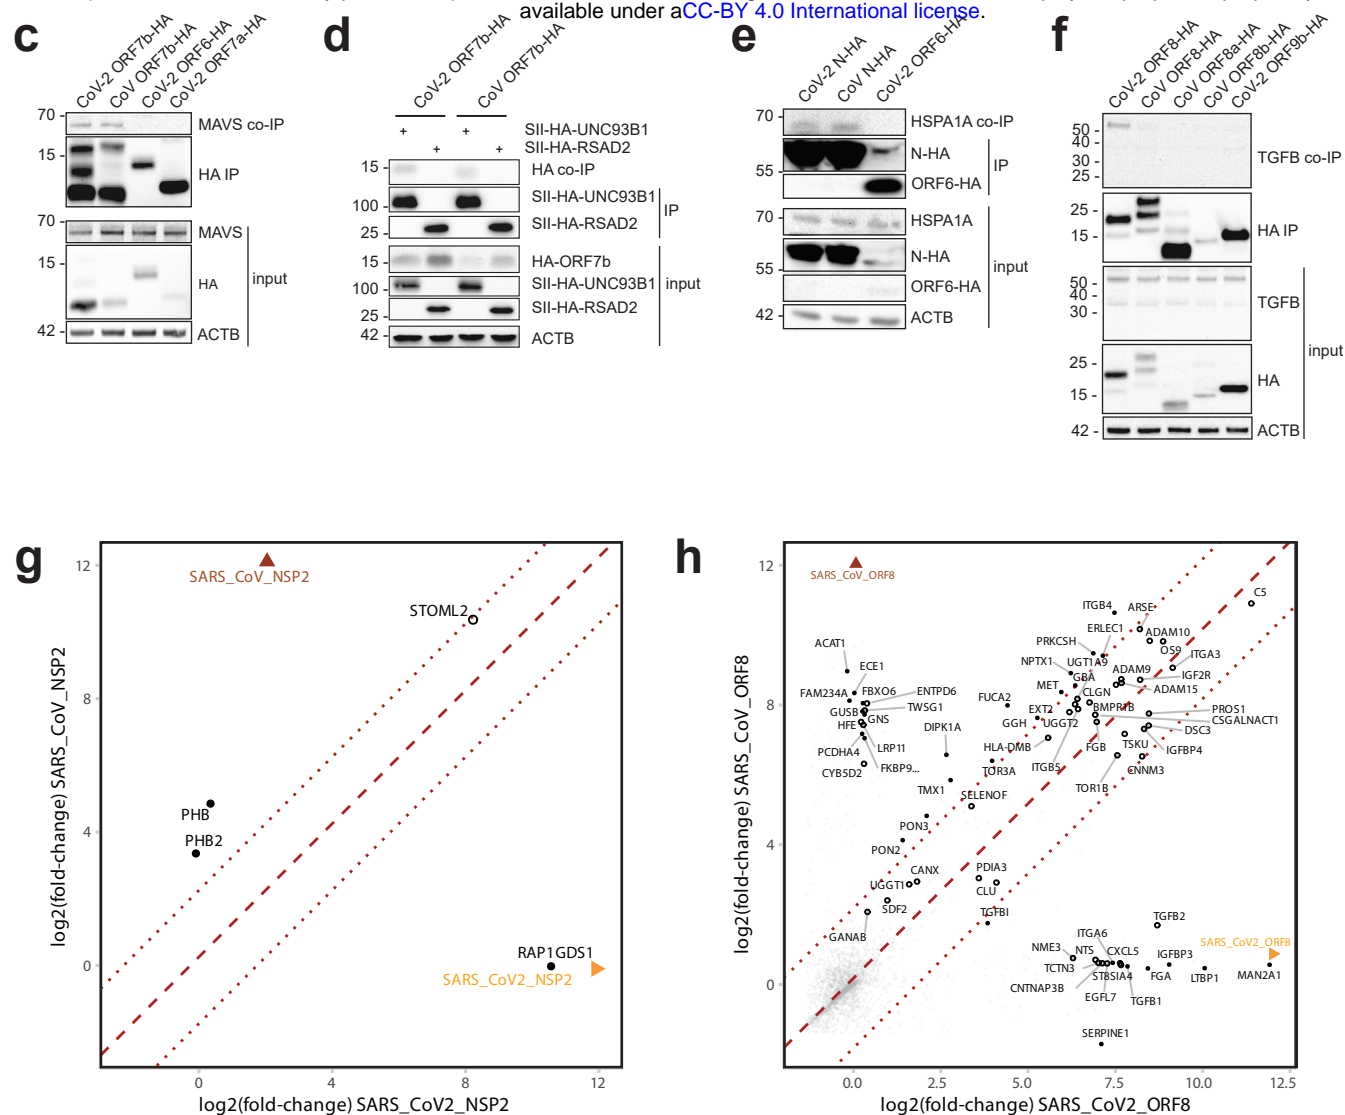 available under aCC-BY 4.0 International license.
c
CoV-2 ORF7b-HA
CoV ORF7b-HA
CoV-2 ORF6-HA
CoV-2 ORF7a-HA
70
MAVS co-IP
15
HA IP
70
MAVS
15
HA
input
42
ACTB
d
CoV-2 ORF7b-HA
CoV ORF7b-HA
+ + SII-HA-UNC93B1
+ + SII-HA-RSAD2
15
HA co-IP
100
SII-HA-UNC93B1
IP
25
SII-HA-RSAD2
15
HA-ORF7b
100
SII-HA-UNC93B1
input
25
SII-HA-RSAD2
42
ACTB
e
CoV-2 N-HA
CoV N-HA
CoV-2 ORF6-HA
70
HSPA1A co-IP
N-HA
IP
55
ORF6-HA
70
HSPA1A
N-HA
input
55
ORF6-HA
42
ACTB
f
CoV-2 ORF8-HA
CoV ORF8-HA
CoV ORF8a-HA
CoV ORF8b-HA
CoV-2 ORF9b-HA
50
40
30
25
TGFB co-IP
25
15
HA IP
50
40
30
TGFB
input
25
15
HA
42
ACTB
g
12
8
4
0
log2(fold-change) SARS_CoV_NSP2
SARS_CoV_NSP2
STOML2
PHB
PHB2
RAP1GDS1
SARS_CoV2_NSP2
0 4 8 12
log2(fold-change) SARS_CoV2_NSP2
h
12
8
4
0
log2(fold-change) SARS_CoV_ORF8
SARS_CoV_ORF8
C5
ITGB4
ARSE
ERLEC1
ADAM10
PRKCSH
OS9
ITGA3
ACAT1
ECE1
NPTX1
UGT1A9
ADAM9
IGF2R
GBA
ADAM15
FAM234A
FBXO6
ENTPD6
MET
CLGN
FUCA2
TWSG1
GUSB
GNS
EXT2
BMPR1B
PROS1
HFE
DIPK1A
GGH
UGGT2
CSGALNACT1
DSC3
PCDHA4
LRP11
HLA-DMB
FGB
TSKU
IGFBP4
CYB5D2
FKBP9...
TOR3A
ITGB5
CNNM3
TMX1
SELENOF
TOR1B
PON3
PON2
CANX
PDIA3
UGGT1
CLU
SDF2
TGFBI
GANAB
TGFB2
ITGA6
NME3
NTS
CXCL5
IGFBP3
SARS_CoV2_ORF8
TCTN3
ST8SIA4
FGA
LTBP1
MAN2A1
CNTNAP3B
EGFL7
TGFB1
SERPINE1
0.0 2.5 5.0 7.5 10.0 12.5
log2(fold-change) SARS_CoV2_ORF8